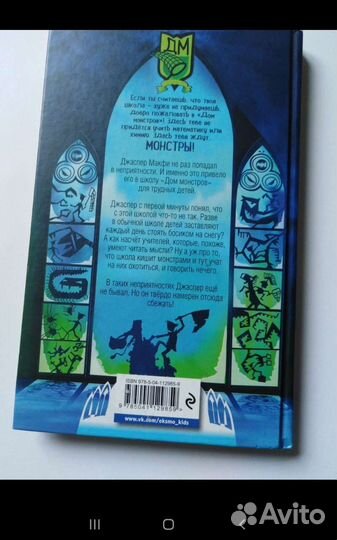 ДМ
Если ты считаешь, что твоя
школа – хуже не придумаешь,
добро пожаловать в «Дом
монстров»! Здесь тебе не
придётся учить математику или
химию. Здесь тебя ждут...
МОНСТРЫ!
Джаспер Макфи не раз попадал
в неприятности. И именно это привело
его в школу «Дом монстров»
для трудных детей.
Джаспер с первой минуты понял, что
с этой школой что-то не так. Разве
в обычной школе детей заставляют
каждый день стоять босиком на снегу?
А как насчёт учителей, которые, похоже,
умеют читать мысли? Ну а уж про то,
что школа кишит монстрами и тут учат
на них охотиться, и говорить нечего.
В таких неприятностях Джаспер ещё
не бывал. Но он твёрдо намерен отсюда
сбежать!
ISBN 978-5-04-112985-9
9 785041 129859 >
www.vk.com/eksmo_kids
Avito